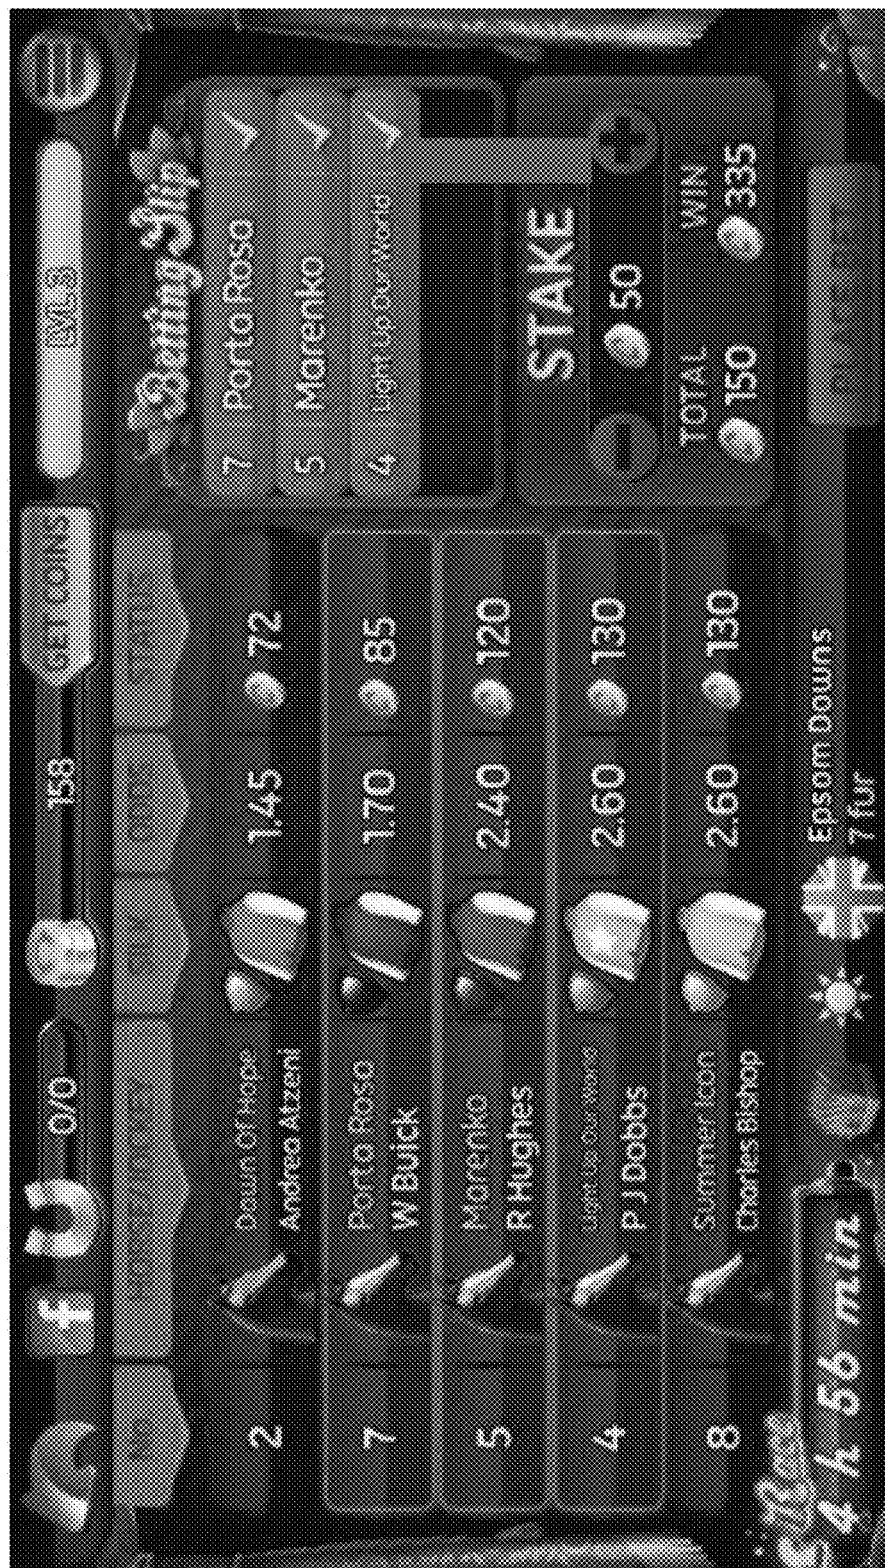 f
0/0
158
GET COINS
LVL 3
Betting Slip
2
Dawn Of Hope
Andrea Atzeni
1.45
72
7
Porto Roso
W Buick
1.70
85
5
Marenko
R Hughes
2.40
120
4
Light Up Our World
P J Dobbs
2.60
130
8
Summer Icon
Charles Bishop
2.60
130
7 Porto Roso
5 Marenko
4 Light Up Our World
STAKE
50
TOTAL
150
WIN
335
Race
4 h 56 min
Epsom Downs
7 fur